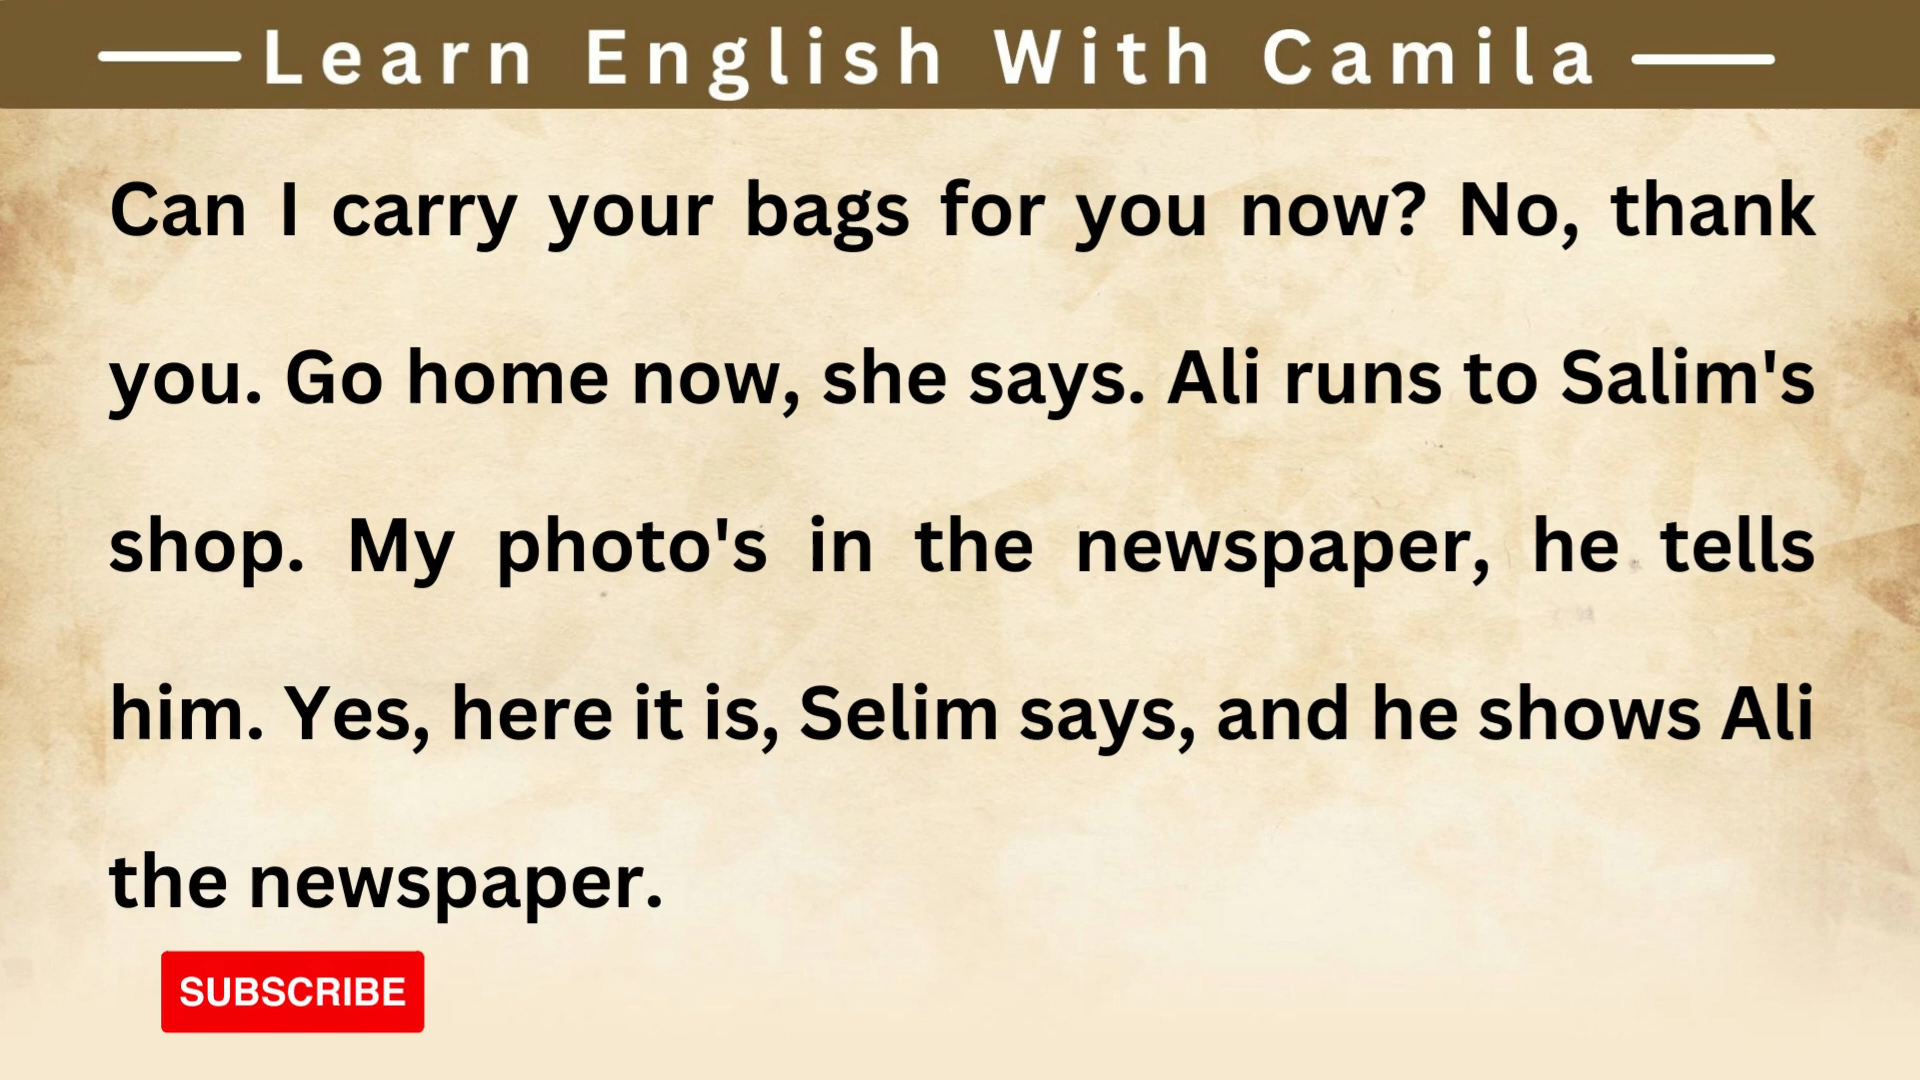 Learn English With Camila
Can I carry your bags for you now? No, thank
you. Go home now, she says. Ali runs to Salim's
shop. My photo's in the newspaper, he tells
him. Yes, here it is, Selim says, and he shows Ali
the newspaper.
SUBSCRIBE